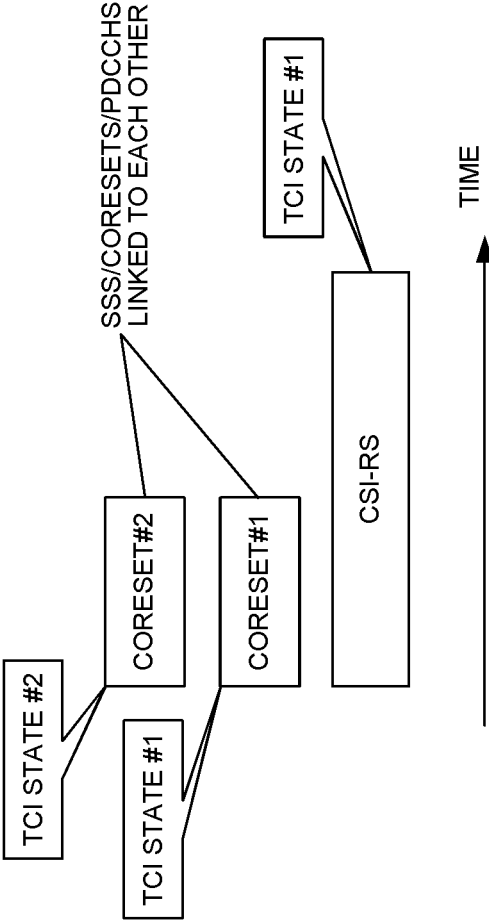 TCI STATE #2
SSS/CORESETS/PDCCHS
LINKED TO EACH OTHER
CORESET#2
TCI STATE #1
CORESET#1
TCI STATE #1
CSI-RS
TIME